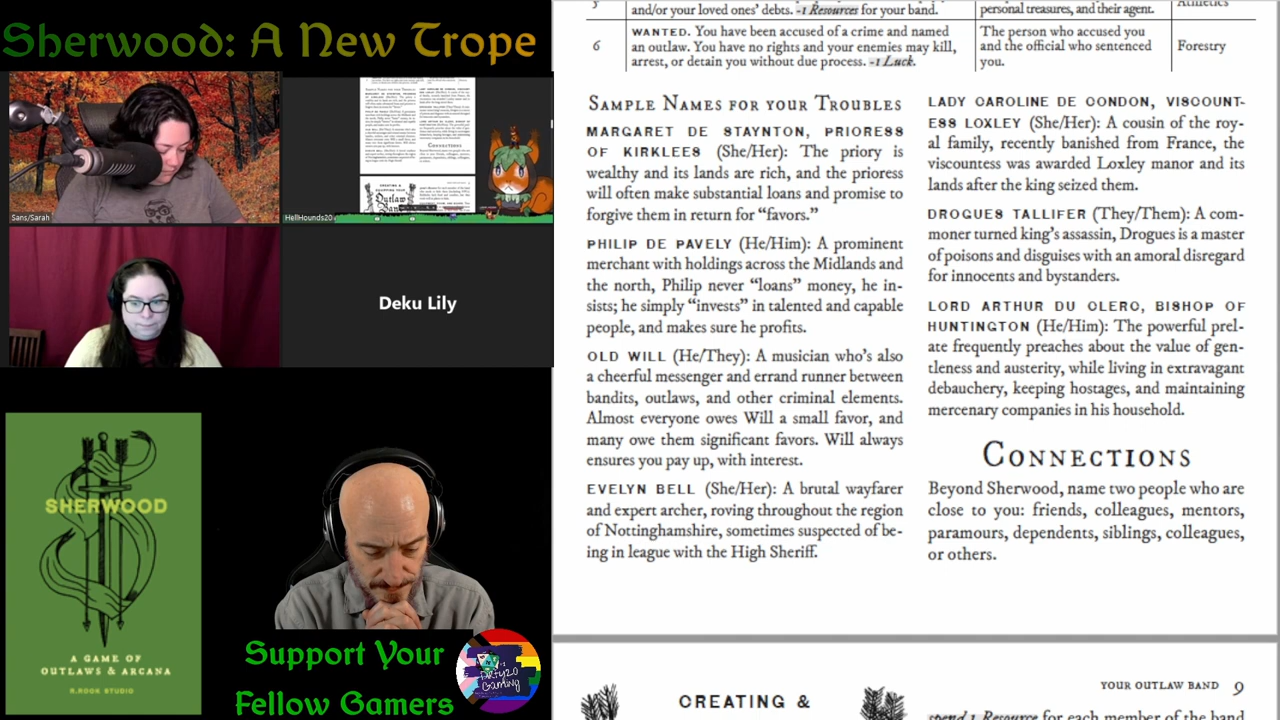 Sherwood: A New Trope
Sans/Sarah
HellHounds20
Deku Lily
SHERWOOD
A GAME OF
OUTLAWS & ARCANA
R.ROOK STUDIO
Support Your
Fellow Gamers
Dirty20
Gaming
and/or your loved ones' debts. -1 Resources for your band.
personal treasures, and their agent.
Athletics
6
WANTED. You have been accused of a crime and named
an outlaw. You have no rights and your enemies may kill,
arrest, or detain you without due process. -1 Luck.
The person who accused you
and the official who sentenced
you.
Forestry
SAMPLE NAMES FOR YOUR TROUBLES
MARGARET DE STAYNTON, PRIORESS
OF KIRKLEES (She/Her): The priory is
wealthy and its lands are rich, and the prioress
will often make substantial loans and promise to
forgive them in return for “favors.”
PHILIP DE PAVELY (He/Him): A prominent
merchant with holdings across the Midlands and
the north, Philip never “loans” money, he in-
sists; he simply “invests” in talented and capable
people, and makes sure he profits.
OLD WILL (He/They): A musician who's also
a cheerful messenger and errand runner between
bandits, outlaws, and other criminal elements.
Almost everyone owes Will a small favor, and
many owe them significant favors. Will always
ensures you pay up, with interest.
EVELYN BELL (She/Her): A brutal wayfarer
and expert archer, roving throughout the region
of Nottinghamshire, sometimes suspected of be-
ing in league with the High Sheriff.
LADY CAROLINE DE VISCOUNT-
ESS LOXLEY (She/Her): A cousin of the roy-
al family, recently arrived from France, the
viscountess was awarded Loxley manor and its
lands after the king seized them.
DROGUES TALLIFER (They/Them): A com-
moner turned king's assassin, Drogues is a master
of poisons and disguises with an amoral disregard
for innocents and bystanders.
LORD ARTHUR DU CLERO, BISHOP OF
HUNTINGTON (He/Him): The powerful prel-
ate frequently preaches about the value of gen-
tleness and austerity, while living in extravagant
debauchery, keeping hostages, and maintaining
mercenary companies in his household.
CONNECTIONS
Beyond Sherwood, name two people who are
close to you: friends, colleagues, mentors,
paramours, dependents, siblings, colleagues,
or others.
YOUR OUTLAW BAND 9
CREATING &
spend 1 Resource for each member of the band